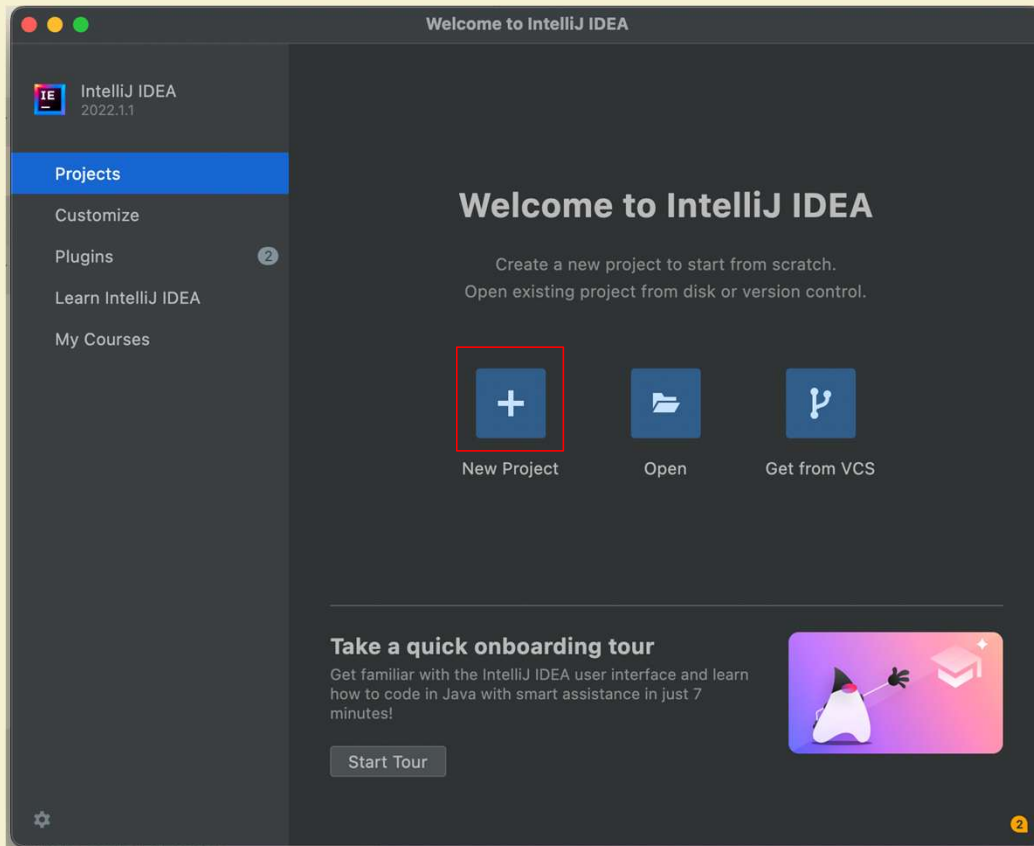 Welcome to IntelliJ IDEA
IE
IntelliJ IDEA
2022.1.1
Projects
Customize
Plugins
2
Learn IntelliJ IDEA
My Courses
Welcome to IntelliJ IDEA
Create a new project to start from scratch.
Open existing project from disk or version control.
New Project
Open
Get from VCS
Take a quick onboarding tour
Get familiar with the IntelliJ IDEA user interface and learn
how to code in Java with smart assistance in just 7
minutes!
Start Tour
2